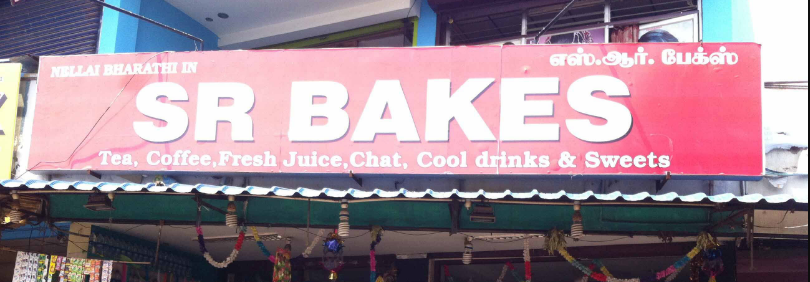 NELLAI BHARATHI IN
எஸ்.ஆர். பேக்ஸ்
SR BAKES
Tea, Coffee,Fresh Juice,Chat, Cool drinks & Sweets